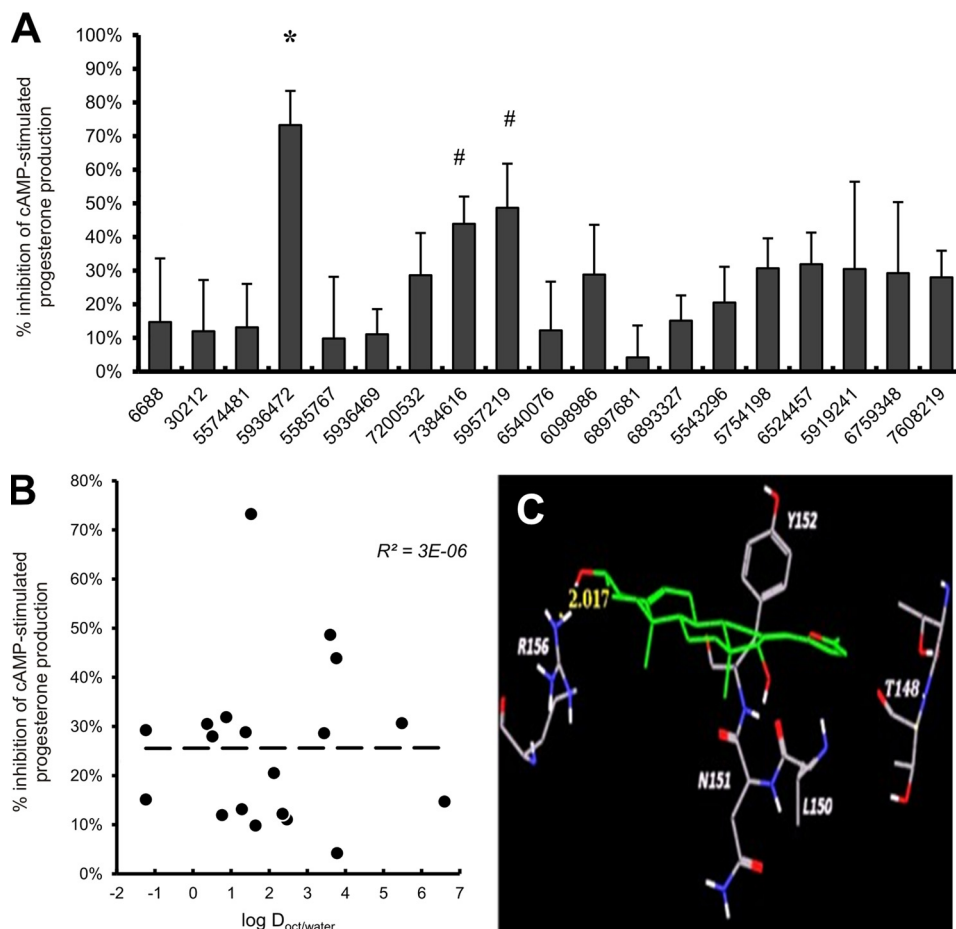 A
% inhibition of cAMP-stimulated
progesterone production
100%
90%
80%
70%
60%
50%
40%
30%
20%
10%
0%
*
#
#
6688
30212
5574481
5936472
5585767
5936469
7200532
7384616
5957219
6540076
6098986
6897681
6893327
5543296
5754198
6524457
5919241
6759348
7608219
B
% inhibition of cAMP-stimulated
progesterone production
80%
70%
60%
50%
40%
30%
20%
10%
0%
R² = 3E-06
-2 -1 0 1 2 3 4 5 6 7
log D oct/water
C
Y152
2.017
R156
T148
N151
L150